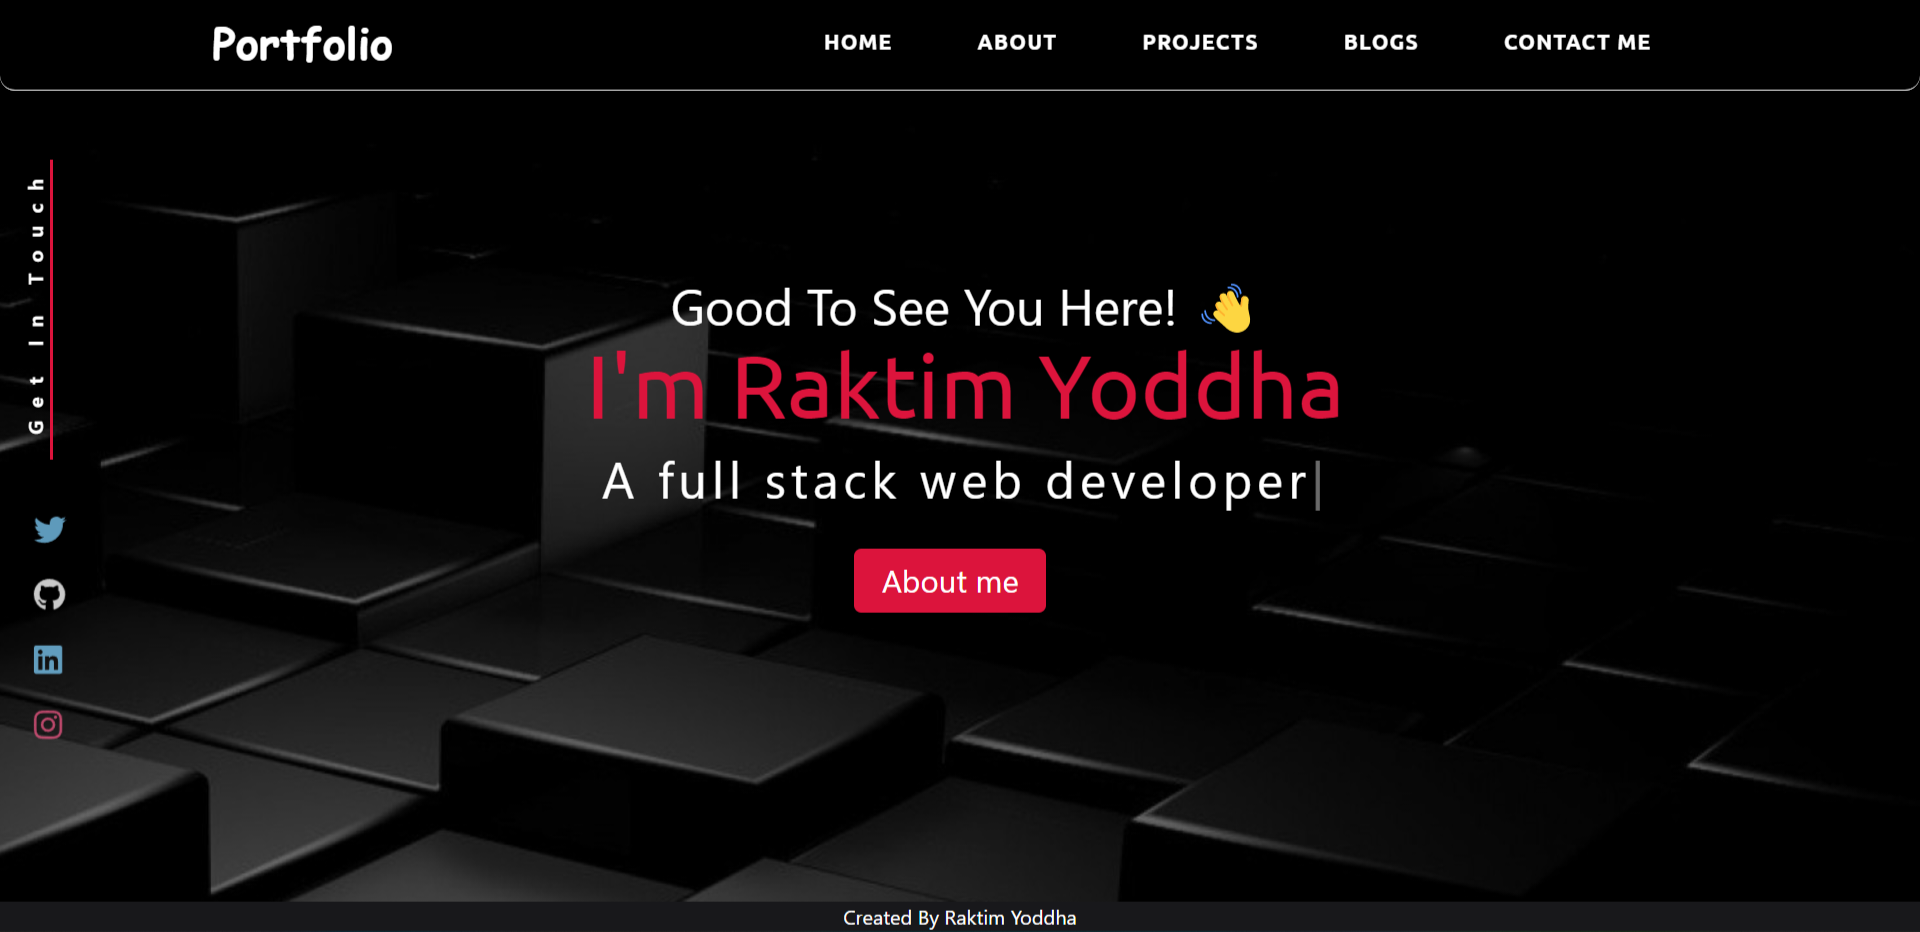 Portfolio
HOME ABOUT PROJECTS BLOGS CONTACT ME
Get In Touch
Good To See You Here! 👋
I'm Raktim Yoddha
A full stack web developer|
About me
Created By Raktim Yoddha